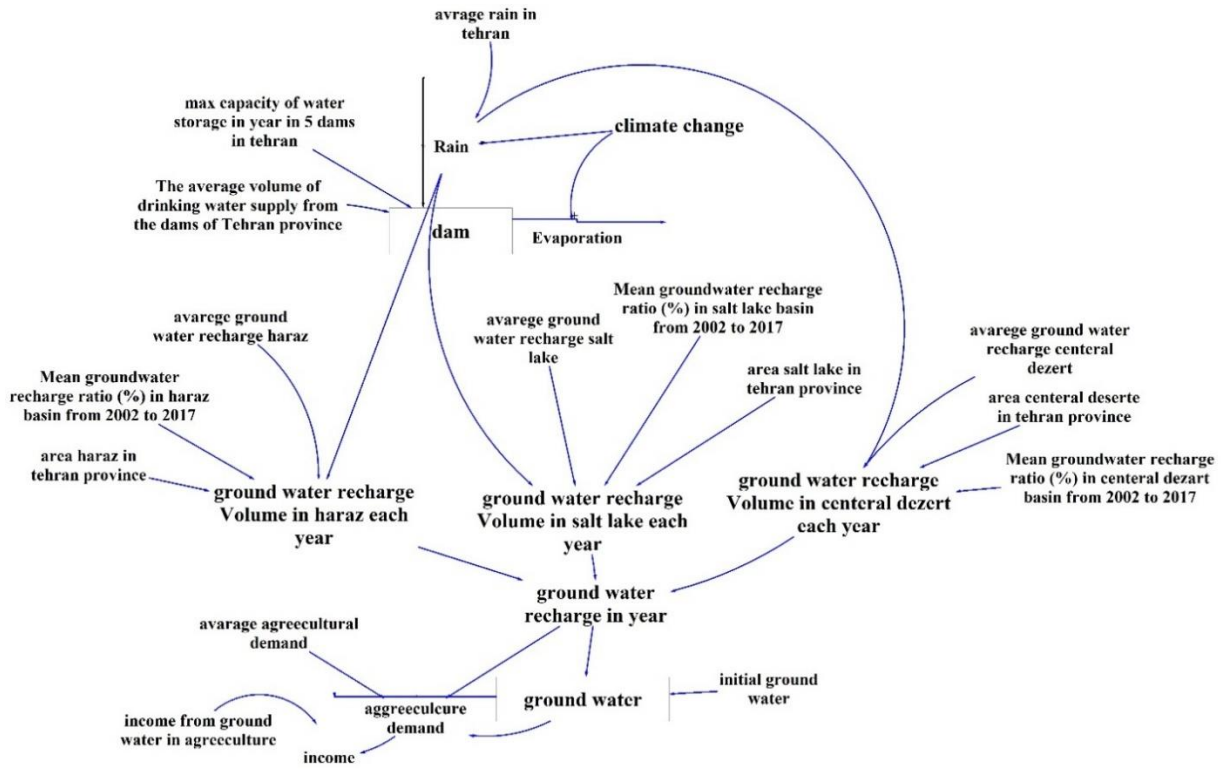 avrage rain in
tehran
max capacity of water
storage in year in 5 dams
in tehran
climate change
Rain
The average volume of
drinking water supply from
the dams of Tehran province
dam
Evaporation
Mean groundwater recharge
ratio (%) in salt lake basin
from 2002 to 2017
avarege ground
water recharge haraz
avarege ground
water recharge salt
lake
avarege ground water
recharge centeral
dezert
Mean groundwater
recharge ratio (%) in haraz
basin from 2002 to 2017
area salt lake in
tehran province
area centeral deserte
in tehran province
area haraz in
tehran province
Mean groundwater recharge
ratio (%) in centeral dezart
basin from 2002 to 2017
ground water recharge
Volume in haraz each
year
ground water recharge
Volume in salt lake each
year
ground water recharge
Volume in centeral dezert
each year
ground water
recharge in year
avarage agreecultural
demand
initial ground
water
ground water
aggreeculcure
demand
income from ground
water in agreeculture
income